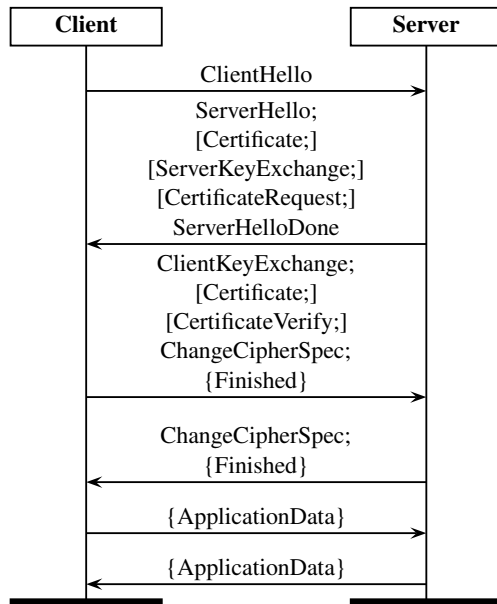 Client
Server
ClientHello
ServerHello;
[Certificate;]
[ServerKeyExchange;]
[CertificateRequest;]
ServerHelloDone
ClientKeyExchange;
[Certificate;]
[CertificateVerify;]
ChangeCipherSpec;
{Finished}
ChangeCipherSpec;
{Finished}
{ApplicationData}
{ApplicationData}